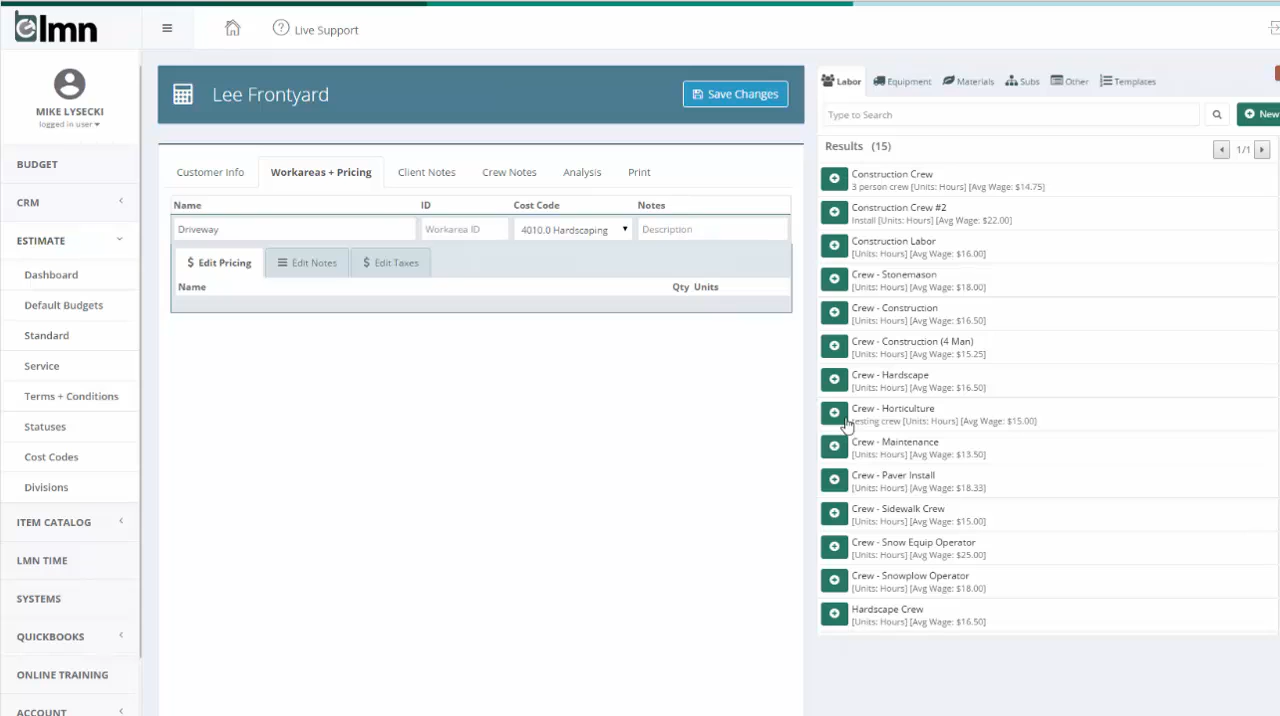 lmn
Live Support
MIKE LYSECKI
logged in user
BUDGET
CRM
ESTIMATE
Dashboard
Default Budgets
Standard
Service
Terms + Conditions
Statuses
Cost Codes
Divisions
ITEM CATALOG
LMN TIME
SYSTEMS
QUICKBOOKS
ONLINE TRAINING
ACCOUNT
Lee Frontyard
Save Changes
Customer Info Workareas + Pricing Client Notes Crew Notes Analysis Print
Name ID Cost Code Notes
Driveway Workarea ID 4010.0 Hardscaping Description
$ Edit Pricing Edit Notes $ Edit Taxes
Name Qty Units
Labor Equipment Materials Subs Other Templates
Type to Search New
Results (15) 1/1
Construction Crew
3 person crew [Units: Hours] [Avg Wage: $14.75]
Construction Crew #2
Install [Units: Hours] [Avg Wage: $22.00]
Construction Labor
[Units: Hours] [Avg Wage: $16.00]
Crew - Stonemason
[Units: Hours] [Avg Wage: $18.00]
Crew - Construction
[Units: Hours] [Avg Wage: $16.50]
Crew - Construction (4 Man)
[Units: Hours] [Avg Wage: $15.25]
Crew - Hardscape
[Units: Hours] [Avg Wage: $16.50]
Crew - Horticulture
testing crew [Units: Hours] [Avg Wage: $15.00]
Crew - Maintenance
[Units: Hours] [Avg Wage: $13.50]
Crew - Paver Install
[Units: Hours] [Avg Wage: $18.33]
Crew - Sidewalk Crew
[Units: Hours] [Avg Wage: $15.00]
Crew - Snow Equip Operator
[Units: Hours] [Avg Wage: $25.00]
Crew - Snowplow Operator
[Units: Hours] [Avg Wage: $18.00]
Hardscape Crew
[Units: Hours] [Avg Wage: $16.50]